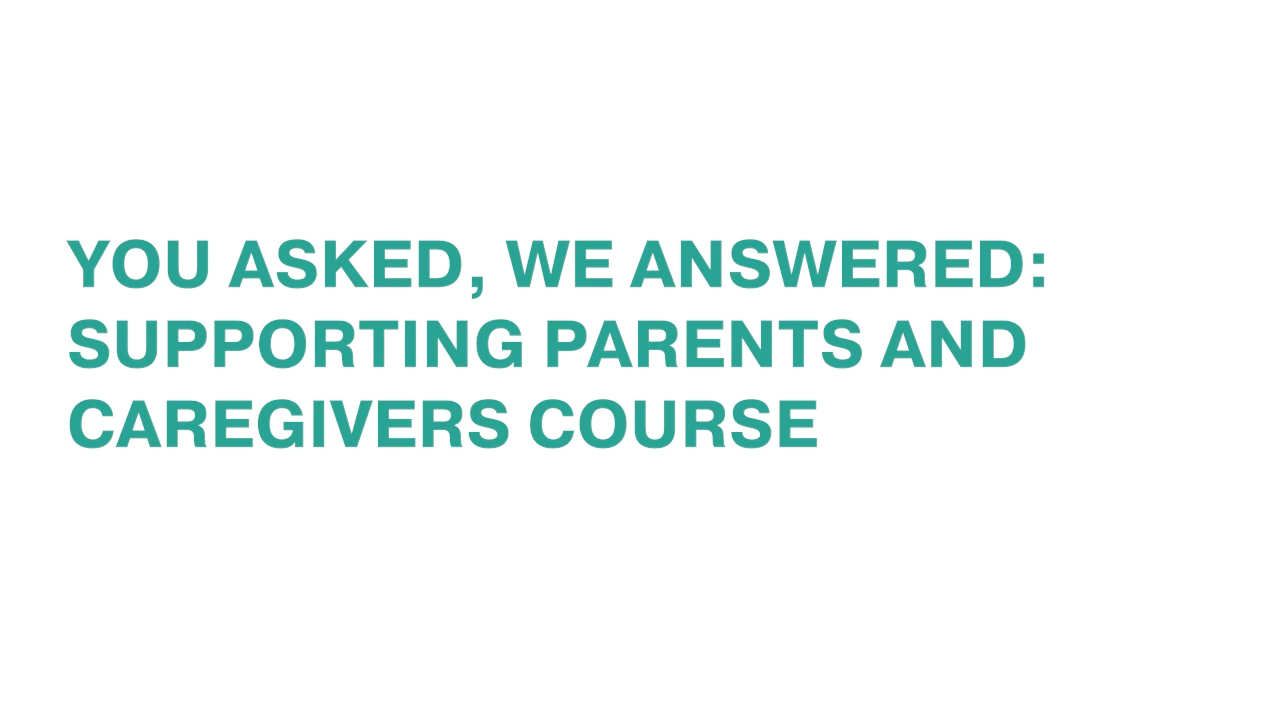 YOU ASKED, WE ANSWERED:
SUPPORTING PARENTS AND
CAREGIVERS COURSE